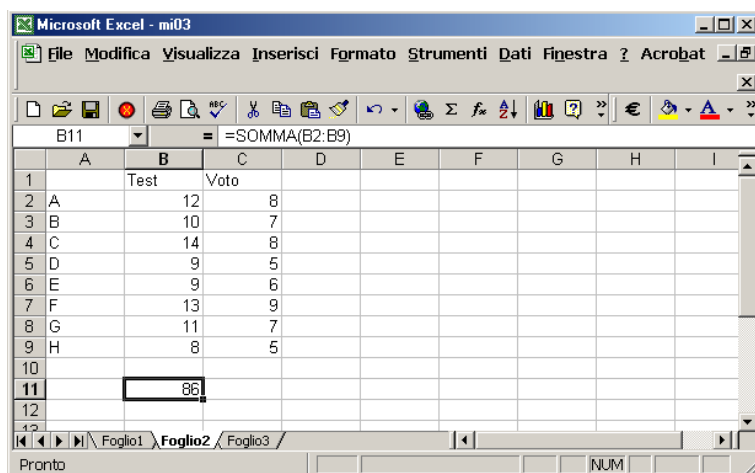 Microsoft Excel - mi03
File Modifica Visualizza Inserisci Formato Strumenti Dati Finestra ? Acrobat
B11 = =SOMMA(B2:B9)
A B C D E F G H I
1 Test Voto
2 A 12 8
3 B 10 7
4 C 14 8
5 D 9 5
6 E 9 6
7 F 13 9
8 G 11 7
9 H 8 5
10
11 86
12
13
Foglio1 Foglio2 Foglio3
Pronto NUM